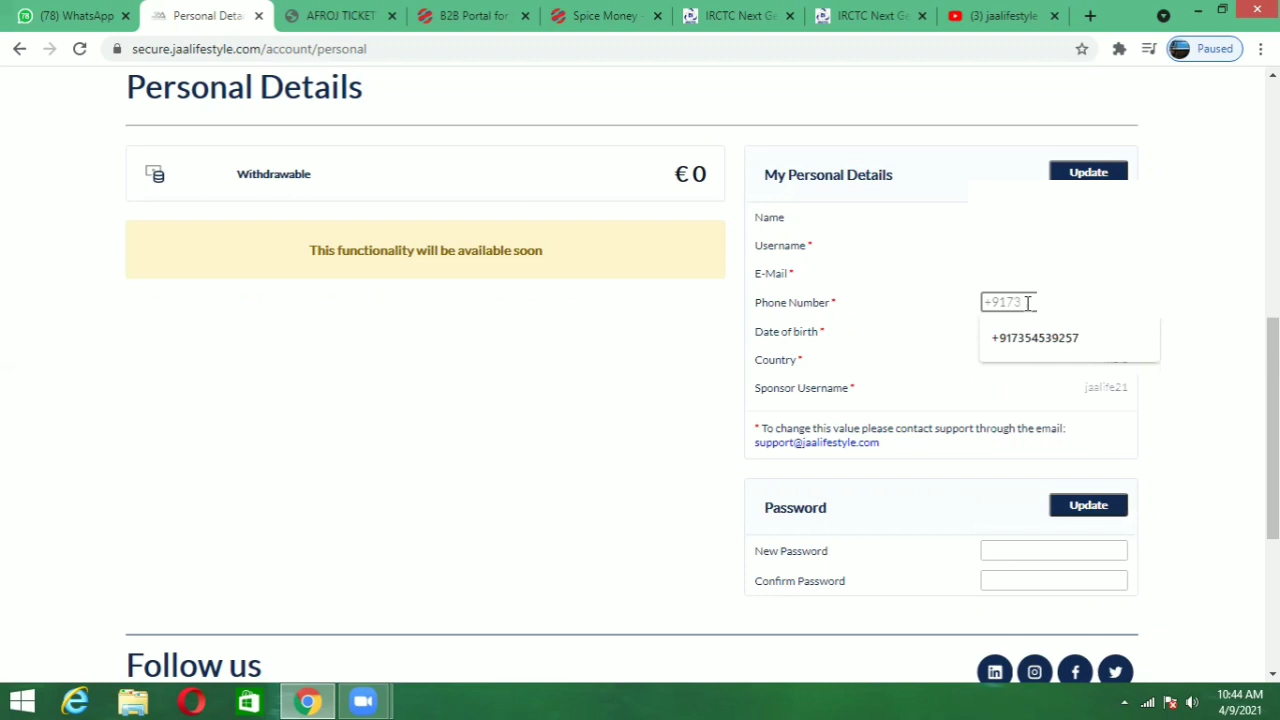 (78) WhatsApp
Personal Deta
AFROJ TICKET
B2B Portal for
Spice Money -
IRCTC Next Ge
IRCTC Next Ge
(3) jaalifestyle
secure.jaalifestyle.com/account/personal
Paused
Personal Details
Withdrawable
€ 0
This functionality will be available soon
My Personal Details
Update
Name
Username *
E-Mail *
Phone Number *
+9173
+917354539257
Date of birth *
Country *
Sponsor Username *
jaalife21
* To change this value please contact support through the email:
support@jaalifestyle.com
Password
Update
New Password
Confirm Password
Follow us
10:44 AM
4/9/2021